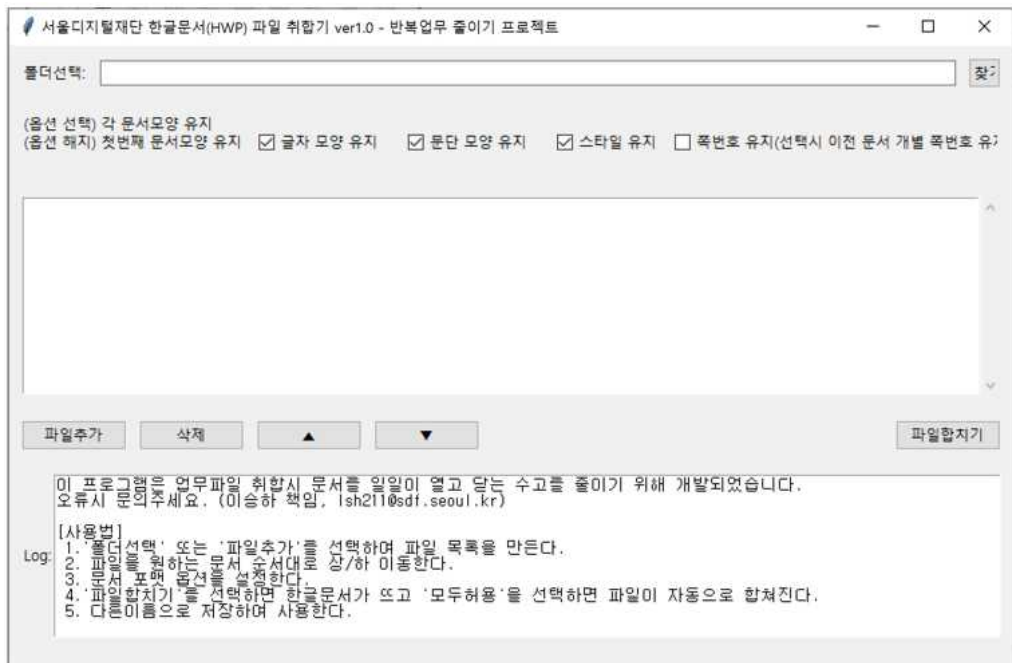 서울디지털재단 한글문서(HWP) 파일 취합기 ver1.0 - 반복업무 줄이기 프로젝트
폴더선택:
찾기
(옵션 선택) 각 문서모양 유지
(옵션 해지) 첫번째 문서모양 유지 글자 모양 유지 문단 모양 유지 스타일 유지 쪽번호 유지(선택시 이전 문서 개별 쪽번호 유지
파일추가 삭제 ▲ ▼ 파일합치기
Log:
이 프로그램은 업무파일 취합시 문서를 일일이 열고 닫는 수고를 줄이기 위해 개발되었습니다.
오류시 문의주세요. (이승하 책임, lsh211@sdf.seoul.kr)
[사용법]
1.'폴더선택' 또는 '파일추가'를 선택하여 파일 목록을 만든다.
2. 파일을 원하는 문서 순서대로 상/하 이동한다.
3. 문서 포맷 옵션을 설정한다.
4.'파일합치기'를 선택하면 한글문서가 뜨고 '모두허용'을 선택하면 파일이 자동으로 합쳐진다.
5. 다른이름으로 저장하여 사용한다.